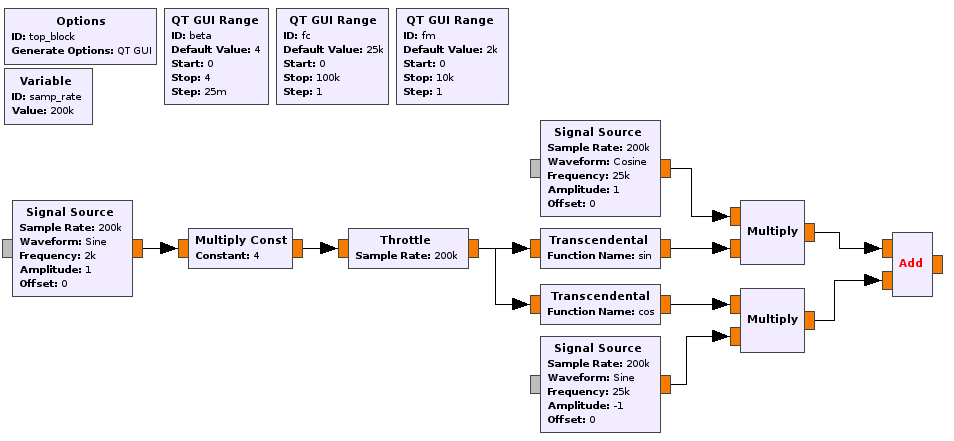 Options
ID: top_block
Generate Options: QT GUI
Variable
ID: samp_rate
Value: 200k
QT GUI Range
ID: beta
Default Value: 4
Start: 0
Stop: 4
Step: 25m
QT GUI Range
ID: fc
Default Value: 25k
Start: 0
Stop: 100k
Step: 1
QT GUI Range
ID: fm
Default Value: 2k
Start: 0
Stop: 10k
Step: 1
Signal Source
Sample Rate: 200k
Waveform: Sine
Frequency: 2k
Amplitude: 1
Offset: 0
Multiply Const
Constant: 4
Throttle
Sample Rate: 200k
Signal Source
Sample Rate: 200k
Waveform: Cosine
Frequency: 25k
Amplitude: 1
Offset: 0
Transcendental
Function Name: sin
Transcendental
Function Name: cos
Signal Source
Sample Rate: 200k
Waveform: Sine
Frequency: 25k
Amplitude: -1
Offset: 0
Multiply
Multiply
Add